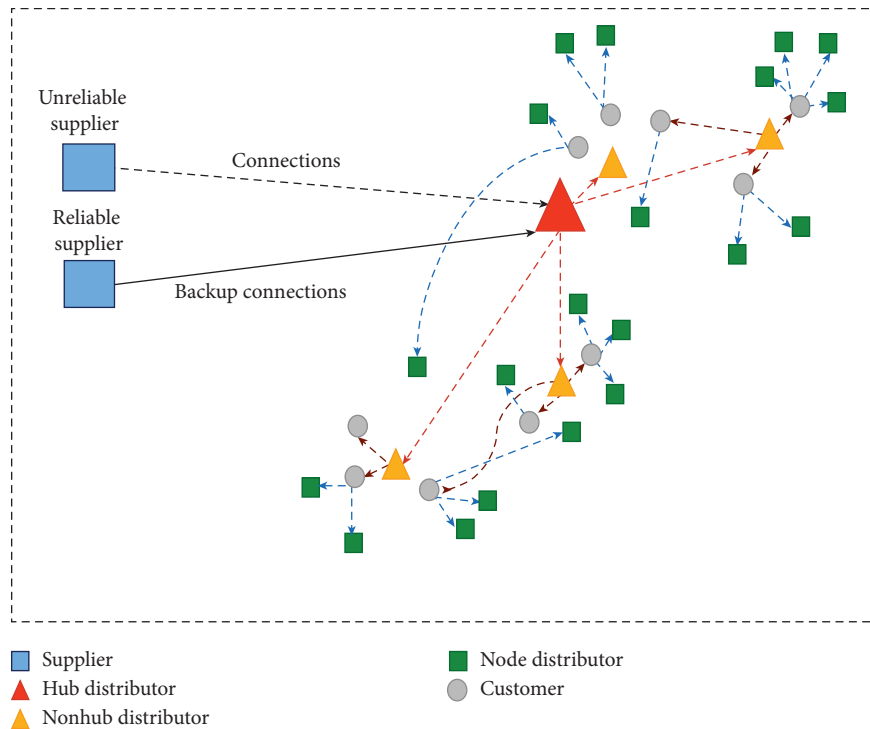 Unreliable
supplier
Connections
Reliable
supplier
Backup connections
Supplier
Hub distributor
Nonhub distributor
Node distributor
Customer